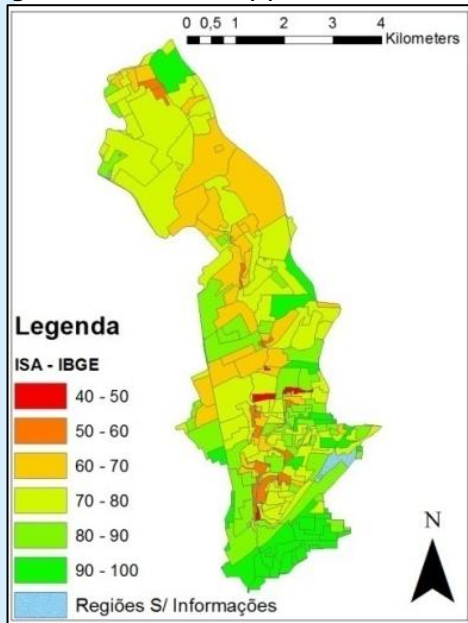 0 0,5 1 2 3 4
Kilometers
Legenda
ISA - IBGE
40 - 50
50 - 60
60 - 70
70 - 80
80 - 90
90 - 100
Regiões S/ Informações
N